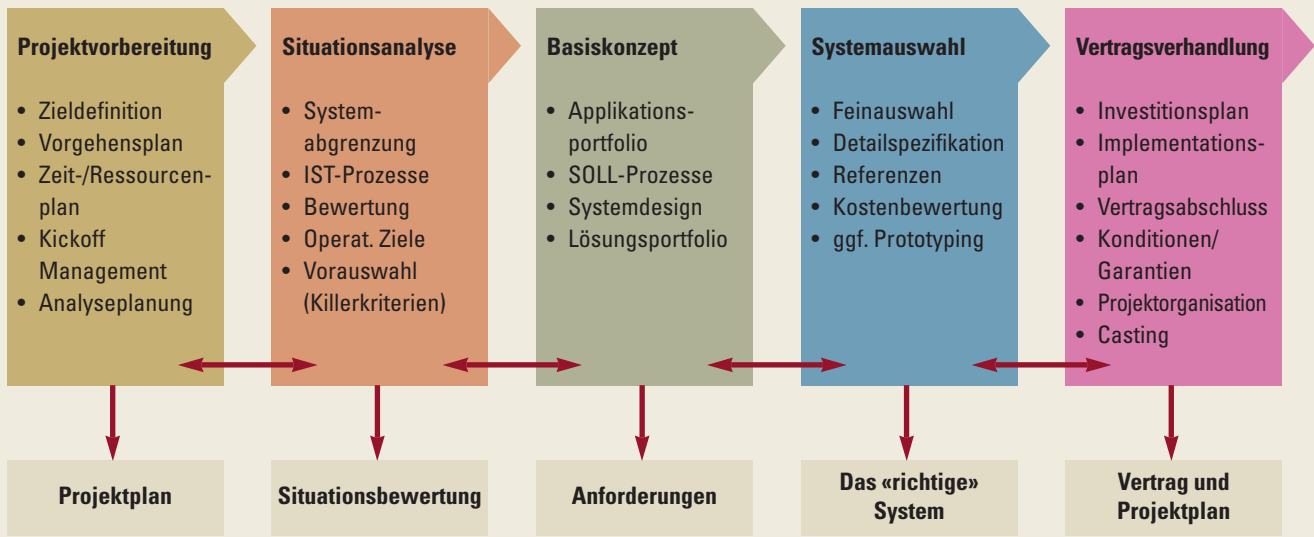 Projektvorbereitung
• Zieldefinition
• Vorgehensplan
• Zeit-/Ressourcen-
plan
• Kickoff
Management
• Analyseplanung
Situationsanalyse
• System-
abgrenzung
• IST-Prozesse
• Bewertung
• Operat. Ziele
• Vorauswahl
(Killerkriterien)
Basiskonzept
• Applikations-
portfolio
• SOLL-Prozesse
• Systemdesign
• Lösungsportfolio
Systemauswahl
• Feinauswahl
• Detailspezifikation
• Referenzen
• Kostenbewertung
• ggf. Prototyping
Vertragsverhandlung
• Investitionsplan
• Implementations-
plan
• Vertragsabschluss
• Konditionen/
Garantien
• Projektorganisation
• Casting
Projektplan
Situationsbewertung
Anforderungen
Das «richtige»
System
Vertrag und
Projektplan